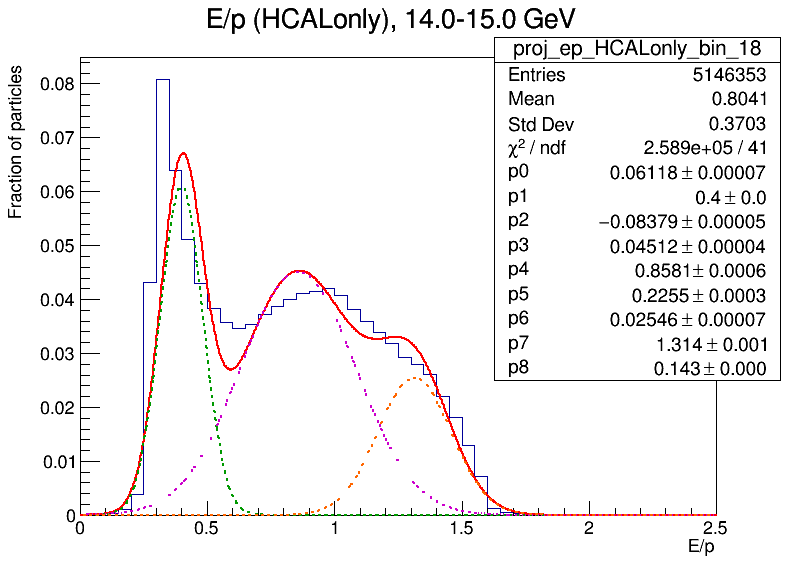 E/p (HCALonly), 14.0-15.0 GeV
proj_ep_HCALonly_bin_18
Entries 5146353
Mean 0.8041
Std Dev 0.3703
χ² / ndf 2.589e+05 / 41
p0 0.06118 ± 0.00007
p1 0.4 ± 0.0
p2 −0.08379 ± 0.00005
p3 0.04512 ± 0.00004
p4 0.8581 ± 0.0006
p5 0.2255 ± 0.0003
p6 0.02546 ± 0.00007
p7 1.314 ± 0.001
p8 0.143 ± 0.000
Fraction of particles
0.08
0.07
0.06
0.05
0.04
0.03
0.02
0.01
0
0 0.5 1 1.5 2 2.5
E/p